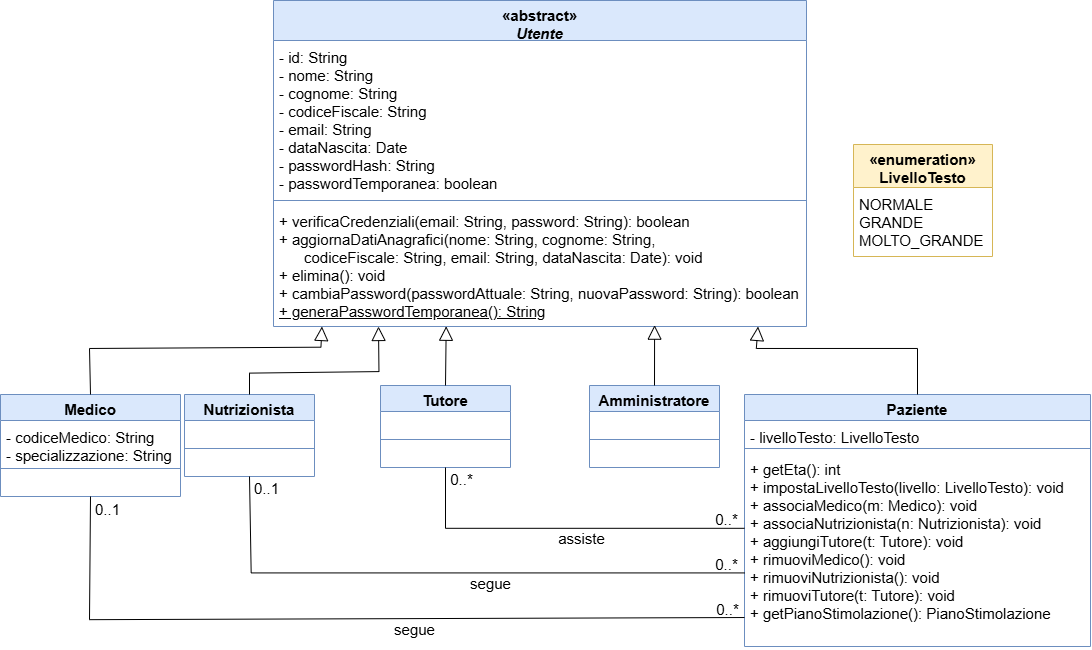 «abstract»
Utente
- id: String
- nome: String
- cognome: String
- codiceFiscale: String
- email: String
- dataNascita: Date
- passwordHash: String
- passwordTemporanea: boolean
+ verificaCredenziali(email: String, password: String): boolean
+ aggiornaDatiAnagrafici(nome: String, cognome: String,
codiceFiscale: String, email: String, dataNascita: Date): void
+ elimina(): void
+ cambiaPassword(passwordAttuale: String, nuovaPassword: String): boolean
+ generaPasswordTemporanea(): String
«enumeration»
LivelloTesto
NORMALE
GRANDE
MOLTO_GRANDE
Medico
- codiceMedico: String
- specializzazione: String
Nutrizionista
Tutore
Amministratore
Paziente
- livelloTesto: LivelloTesto
+ getEta(): int
+ impostaLivelloTesto(livello: LivelloTesto): void
+ associaMedico(m: Medico): void
+ associaNutrizionista(n: Nutrizionista): void
+ aggiungiTutore(t: Tutore): void
+ rimuoviMedico(): void
+ rimuoviNutrizionista(): void
+ rimuoviTutore(t: Tutore): void
+ getPianoStimolazione(): PianoStimolazione
0..*
0..*
assiste
0..1
0..*
segue
0..1
0..*
segue